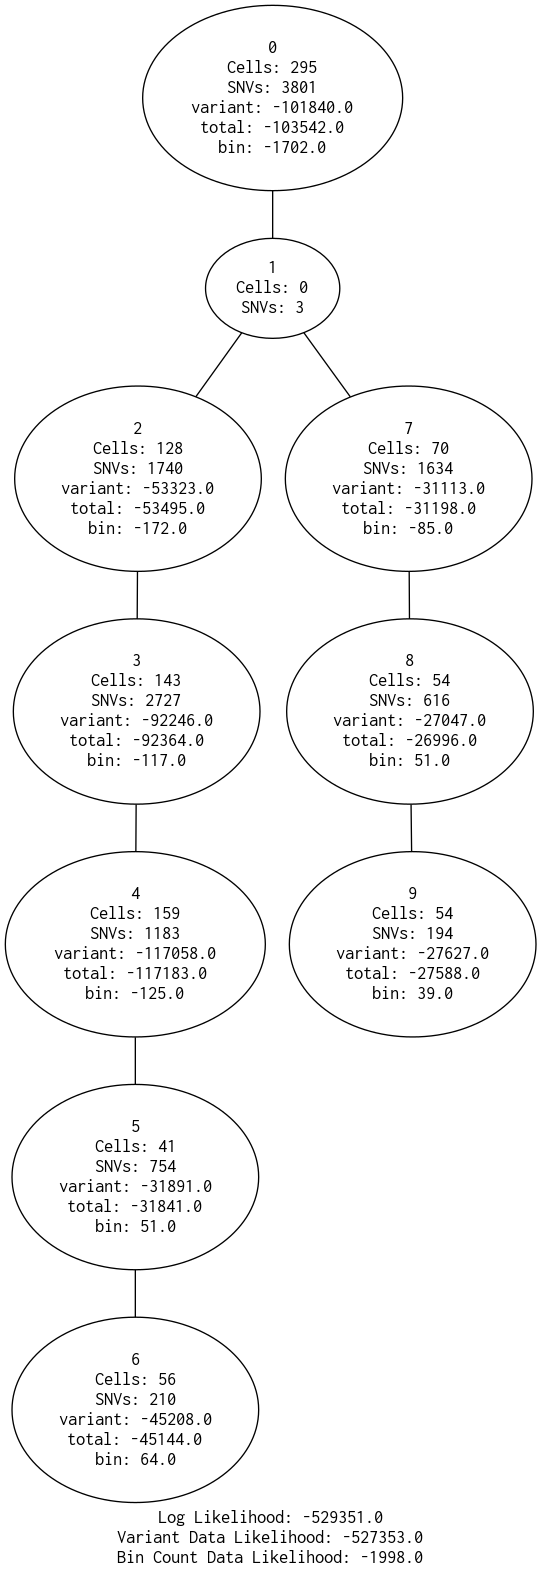 0
Cells: 295
SNVs: 3801
variant: -101840.0
total: -103542.0
bin: -1702.0
1
Cells: 0
SNVs: 3
2
Cells: 128
SNVs: 1740
variant: -53323.0
total: -53495.0
bin: -172.0
7
Cells: 70
SNVs: 1634
variant: -31113.0
total: -31198.0
bin: -85.0
3
Cells: 143
SNVs: 2727
variant: -92246.0
total: -92364.0
bin: -117.0
8
Cells: 54
SNVs: 616
variant: -27047.0
total: -26996.0
bin: 51.0
4
Cells: 159
SNVs: 1183
variant: -117058.0
total: -117183.0
bin: -125.0
9
Cells: 54
SNVs: 194
variant: -27627.0
total: -27588.0
bin: 39.0
5
Cells: 41
SNVs: 754
variant: -31891.0
total: -31841.0
bin: 51.0
6
Cells: 56
SNVs: 210
variant: -45208.0
total: -45144.0
bin: 64.0
Log Likelihood: -529351.0
Variant Data Likelihood: -527353.0
Bin Count Data Likelihood: -1998.0